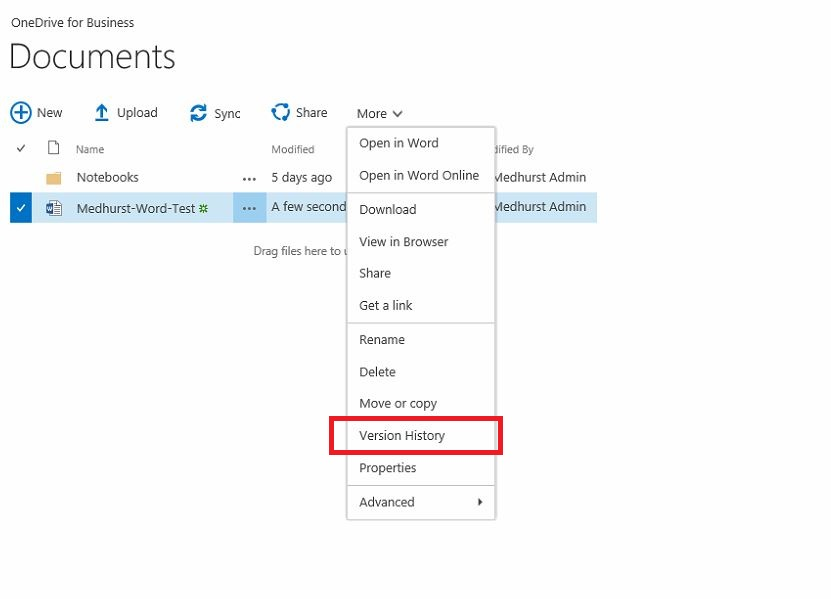 OneDrive for Business
Documents
New Upload Sync Share More
Name Modified dified By
Notebooks ... 5 days ago Medhurst Admin
Medhurst-Word-Test ... A few second Medhurst Admin
Drag files here to u
Open in Word
Open in Word Online
Download
View in Browser
Share
Get a link
Rename
Delete
Move or copy
Version History
Properties
Advanced